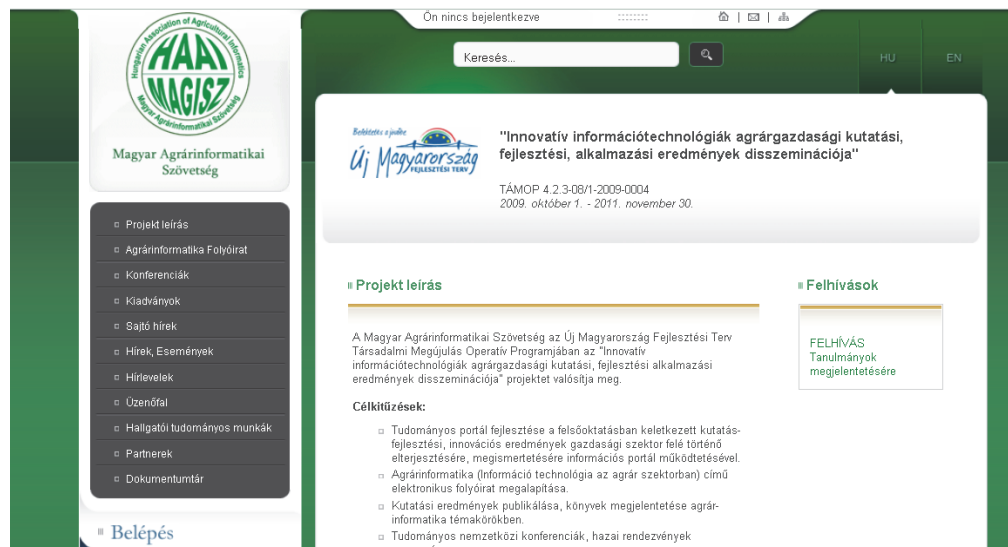 Ön nincs bejelentkezve
Keresés...
HU
EN
Hungarian Association of Agricultural Informatics
HAAI
MAGISZ
Magyar Agrárinformatikai Szövetség
Magyar Agrárinformatikai
Szövetség
Befektetés a jövőbe
Új Magyarország
FEJLESZTÉSI TERV
"Innovatív információtechnológiák agrárgazdasági kutatási,
fejlesztési, alkalmazási eredmények disszeminációja"
TÁMOP 4.2.3-08/1-2009-0004
2009. október 1. - 2011. november 30.
Projekt leírás
Agrárinformatika Folyóirat
Konferenciák
Kiadványok
Sajtó hírek
Hírek, Események
Hírlevelek
Üzenőfal
Hallgatói tudományos munkák
Partnerek
Dokumentumtár
Belépés
Projekt leírás
A Magyar Agrárinformatikai Szövetség az Új Magyarország Fejlesztési Terv
Társadalmi Megújulás Operatív Programjában az "Innovatív
információtechnológiák agrárgazdasági kutatási, fejlesztési alkalmazási
eredmények disszeminációja" projektet valósítja meg.
Célkitűzések:
Tudományos portál fejlesztése a felsőoktatásban keletkezett kutatás-
fejlesztési, innovációs eredmények gazdasági szektor felé történő
elterjesztésére, megismertetésére információs portál működtetésével.
Agrárinformatika (Információ technológia az agrár szektorban) című
elektronikus folyóirat megalapítása.
Kutatási eredmények publikálása, könyvek megjelentetése agrár-
informatika témakörökben.
Tudományos nemzetközi konferenciák, hazai rendezvények
Felhívások
FELHÍVÁS
Tanulmányok
megjelentetésére